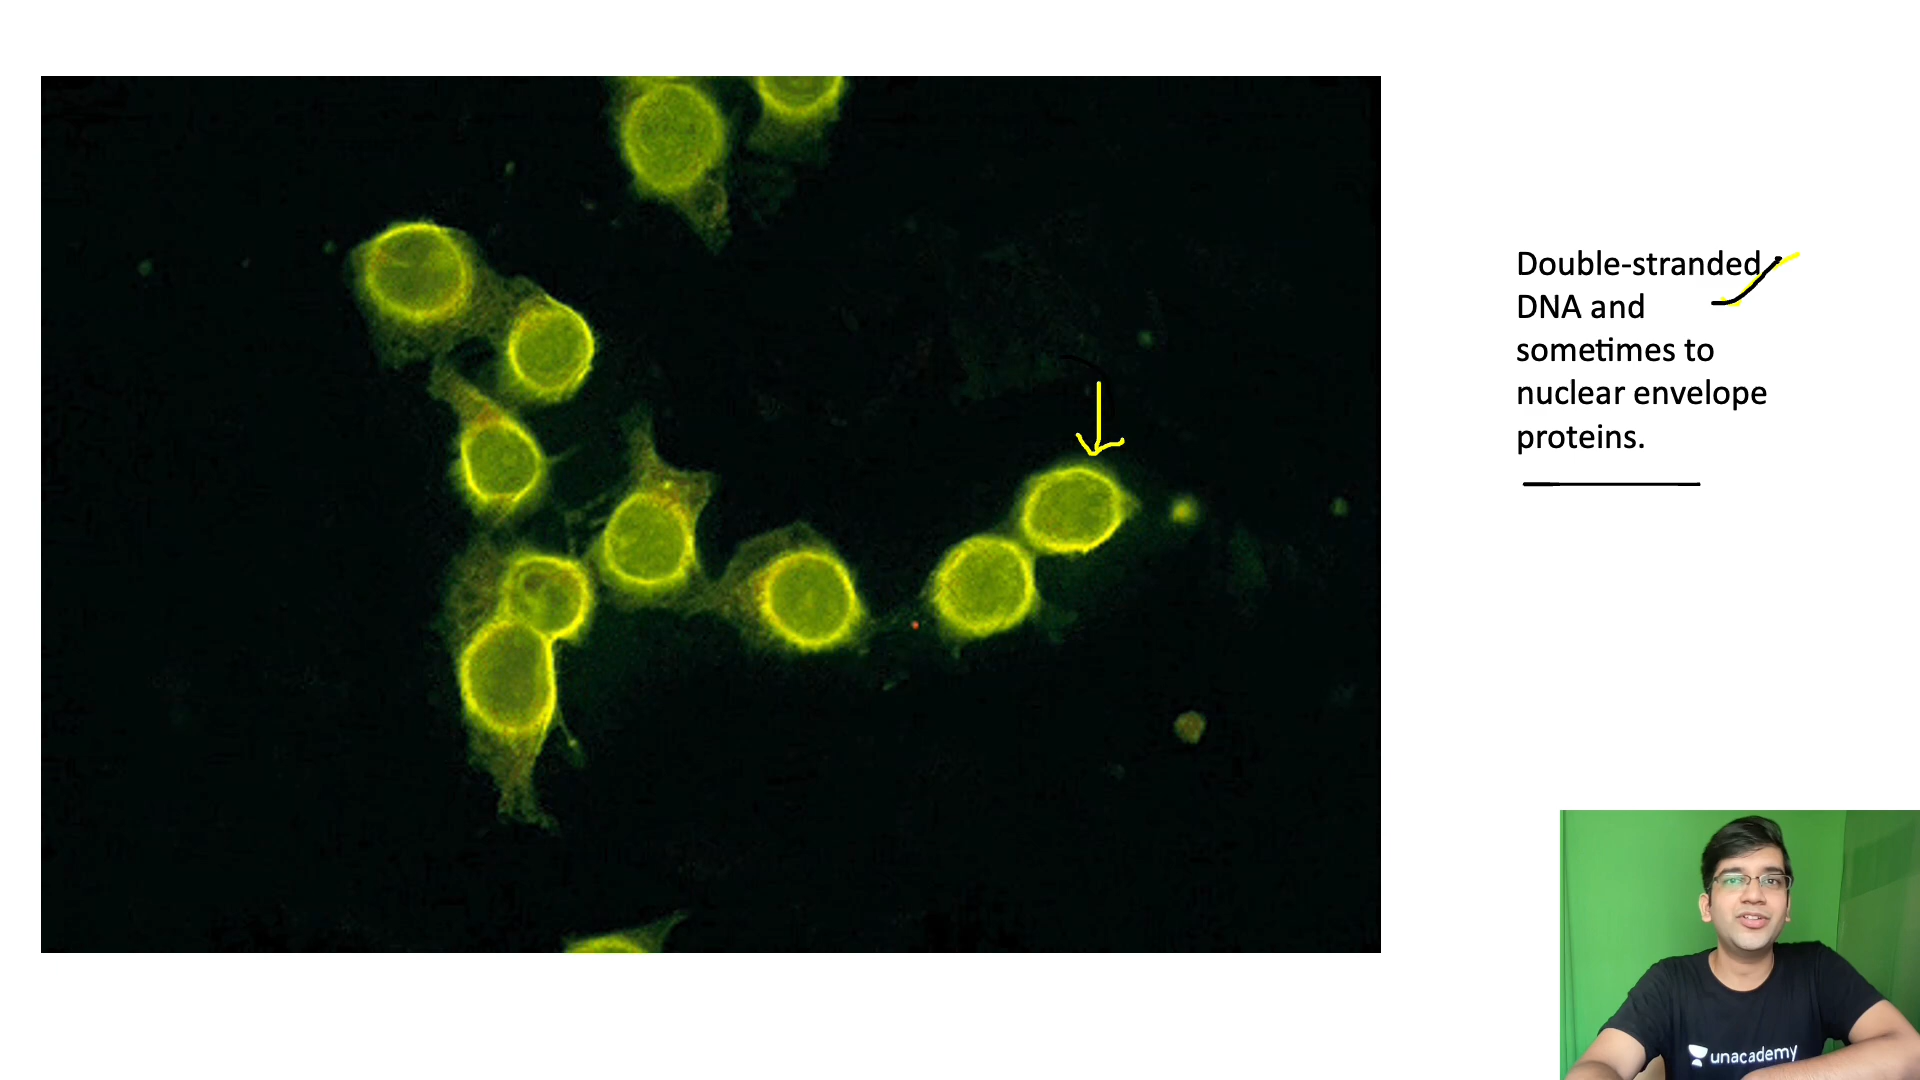 Double-stranded
DNA and
sometimes to
nuclear envelope
proteins.
unacademy